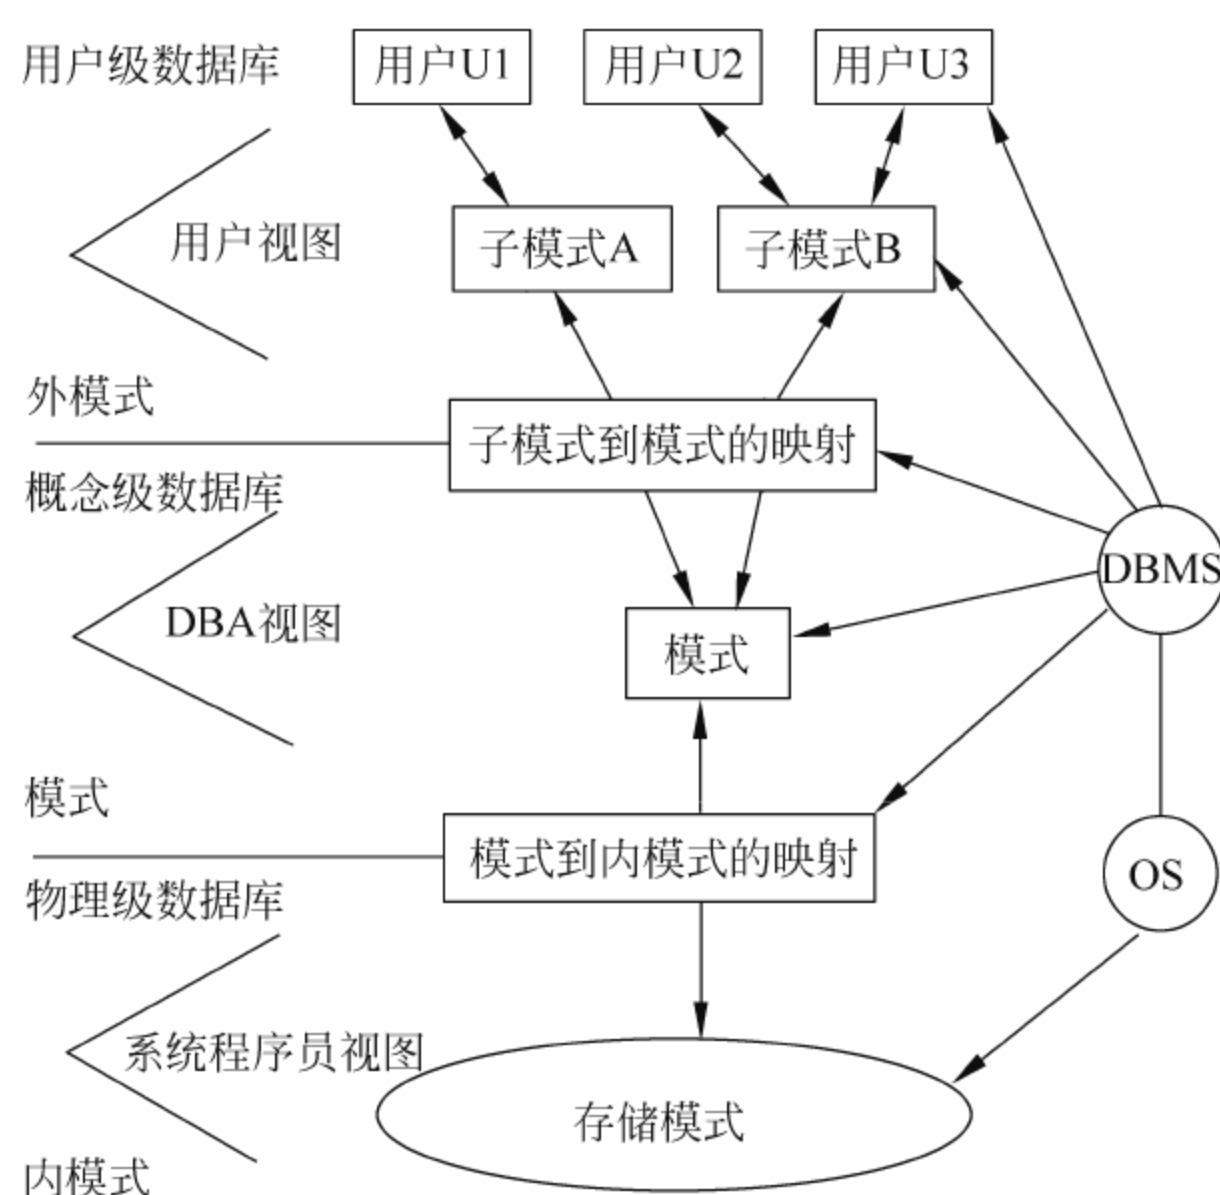 用户级数据库
用户U1
用户U2
用户U3
用户视图
子模式A
子模式B
外模式
子模式到模式的映射
概念级数据库
DBMS
DBA视图
模式
模式
模式到内模式的映射
OS
物理级数据库
系统程序员视图
存储模式
内模式